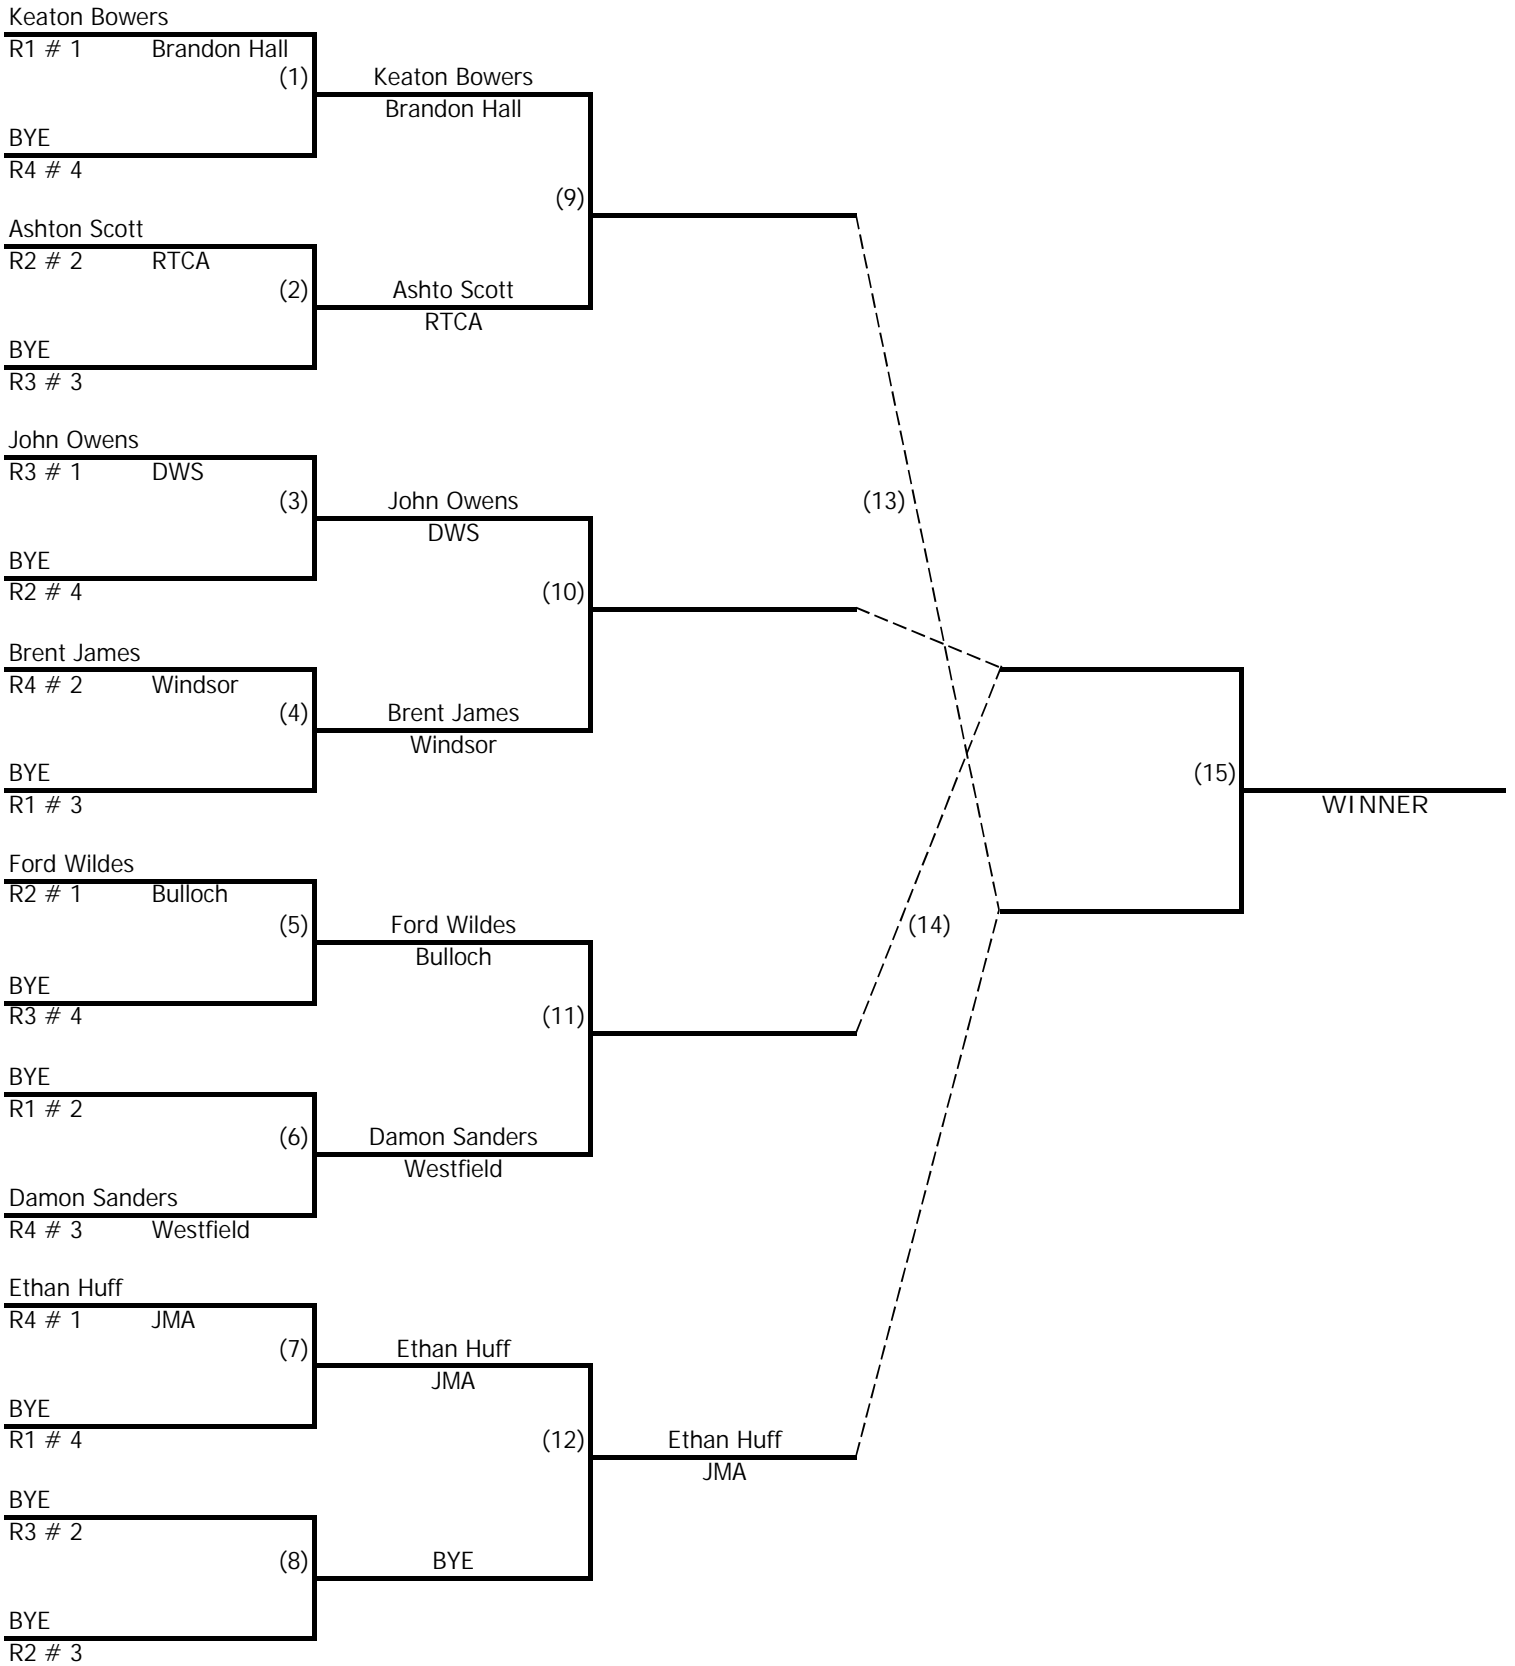 Keaton Bowers
R1 # 1 Brandon Hall
(1)
BYE
R4 # 4
Ashton Scott
R2 # 2 RTCA
(2)
BYE
R3 # 3
John Owens
R3 # 1 DWS
(3)
BYE
R2 # 4
Brent James
R4 # 2 Windsor
(4)
BYE
R1 # 3
Ford Wildes
R2 # 1 Bulloch
(5)
BYE
R3 # 4
BYE
R1 # 2
(6)
Damon Sanders
R4 # 3 Westfield
Ethan Huff
R4 # 1 JMA
(7)
BYE
R1 # 4
BYE
R3 # 2
(8)
BYE
R2 # 3
Keaton Bowers
Brandon Hall
(9)
Ashto Scott
RTCA
John Owens
DWS
(10)
Brent James
Windsor
Ford Wildes
Bulloch
(11)
Damon Sanders
Westfield
Ethan Huff
JMA
(12)
BYE
Ethan Huff
JMA
(13)
(14)
(15)
WINNER